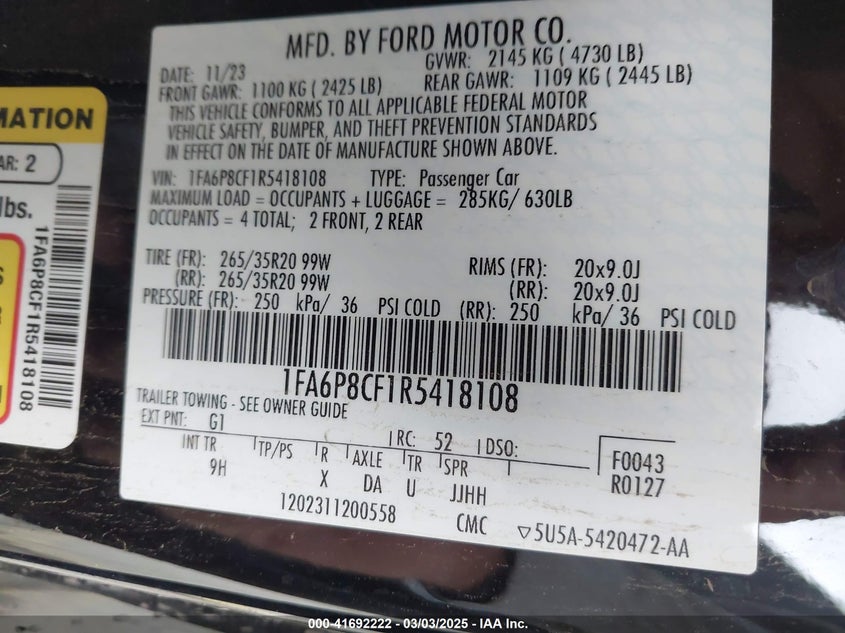 MFD. BY FORD MOTOR CO.
DATE: 11/23
GVWR: 2145 KG ( 4730 LB)
FRONT GAWR: 1100 KG ( 2425 LB)
REAR GAWR: 1109 KG ( 2445 LB)
THIS VEHICLE CONFORMS TO ALL APPLICABLE FEDERAL MOTOR
VEHICLE SAFETY, BUMPER, AND THEFT PREVENTION STANDARDS
IN EFFECT ON THE DATE OF MANUFACTURE SHOWN ABOVE.
VIN: 1FA6P8CF1R5418108 TYPE: Passenger Car
MAXIMUM LOAD = OCCUPANTS + LUGGAGE = 285KG/ 630LB
OCCUPANTS = 4 TOTAL; 2 FRONT, 2 REAR
TIRE (FR): 265/35R20 99W RIMS (FR): 20x9.0J
(RR): 265/35R20 99W (RR): 20x9.0J
PRESSURE (FR): 250 kPa/ 36 PSI COLD (RR): 250 kPa/ 36 PSI COLD
1FA6P8CF1R5418108
TRAILER TOWING - SEE OWNER GUIDE
EXT PNT: G1 RC: 52 DSO:
INT TR TP/PS R AXLE TR SPR
9H X DA U JJHH
F0043
R0127
1202311200558 CMC ▽5U5A-5420472-AA
MATION
AR: 2
lbs.
1FA6P8CF1R5418108
000-41692222 - 03/03/2025 - IAA Inc.